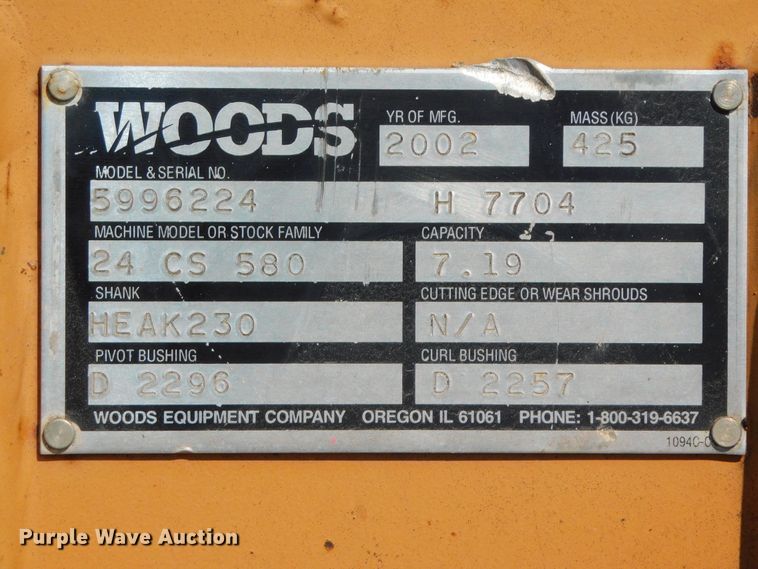 WOODS
YR OF MFG. MASS (KG)
2002 425
MODEL & SERIAL NO.
5996224 H 7704
MACHINE MODEL OR STOCK FAMILY CAPACITY
24 CS 580 7.19
SHANK CUTTING EDGE OR WEAR SHROUDS
HEAK230 N/A
PIVOT BUSHING CURL BUSHING
D 2296 D 2257
WOODS EQUIPMENT COMPANY OREGON IL 61061 PHONE: 1-800-319-6637
Purple Wave Auction